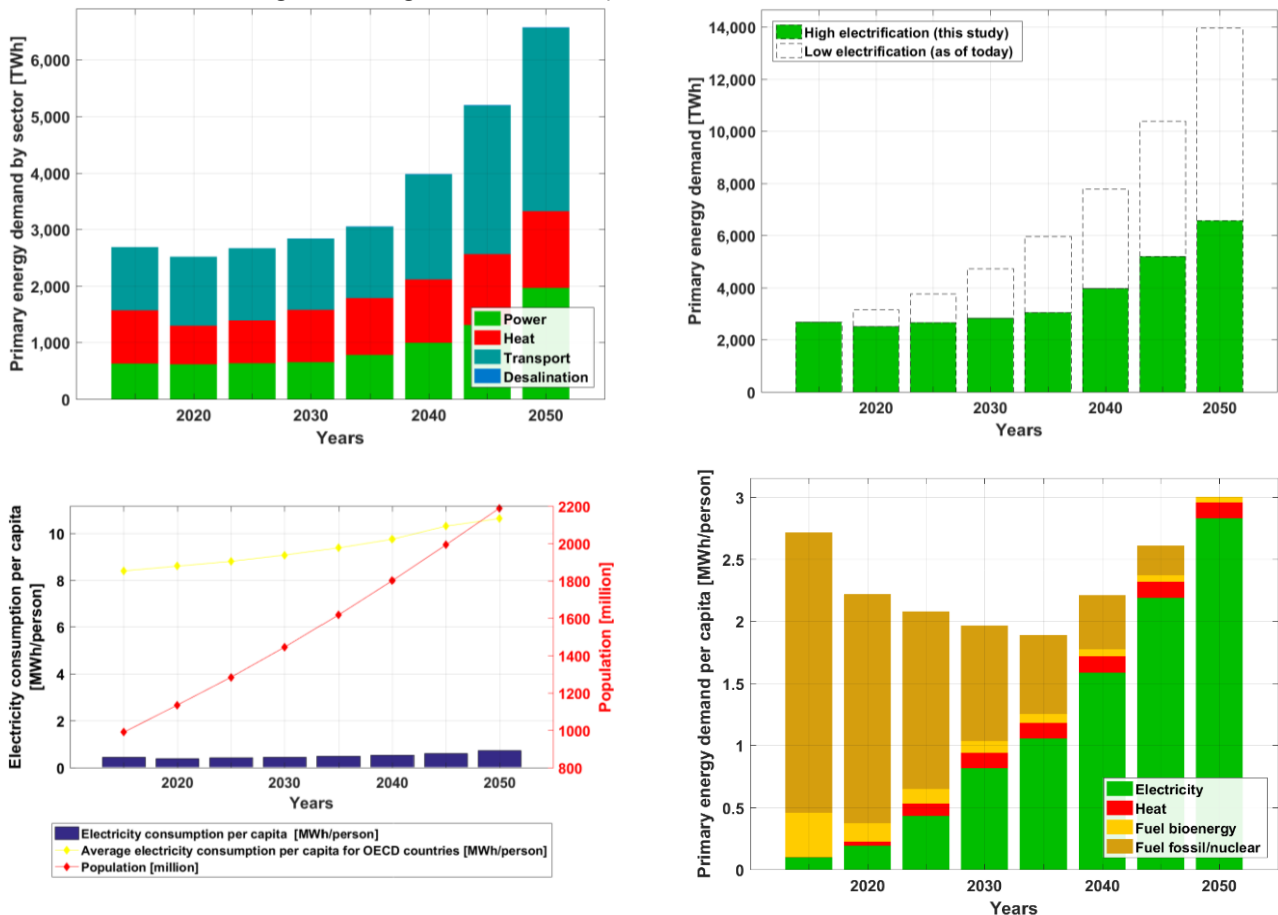 Primary energy demand by sector [TWh]
6,000
5,000
4,000
3,000
2,000
1,000
0
Power
Heat
Transport
Desalination
2020
2030
2040
2050
Years
Primary energy demand [TWh]
14,000
12,000
10,000
8,000
6,000
4,000
2,000
0
High electrification (this study)
Low electrification (as of today)
2020
2030
2040
2050
Years
Electricity consumption per capita
[MWh/person]
10
8
6
4
2
0
2200
2000
1800
1600
1400
1200
1000
800
Population [million]
2020
2030
2040
2050
Years
Electricity consumption per capita [MWh/person]
Average electricity consumption per capita for OECD countries [MWh/person]
Population [million]
Primary energy demand per capita [MWh/person]
3
2.5
2
1.5
1
0.5
0
Electricity
Heat
Fuel bioenergy
Fuel fossil/nuclear
2020
2030
2040
2050
Years